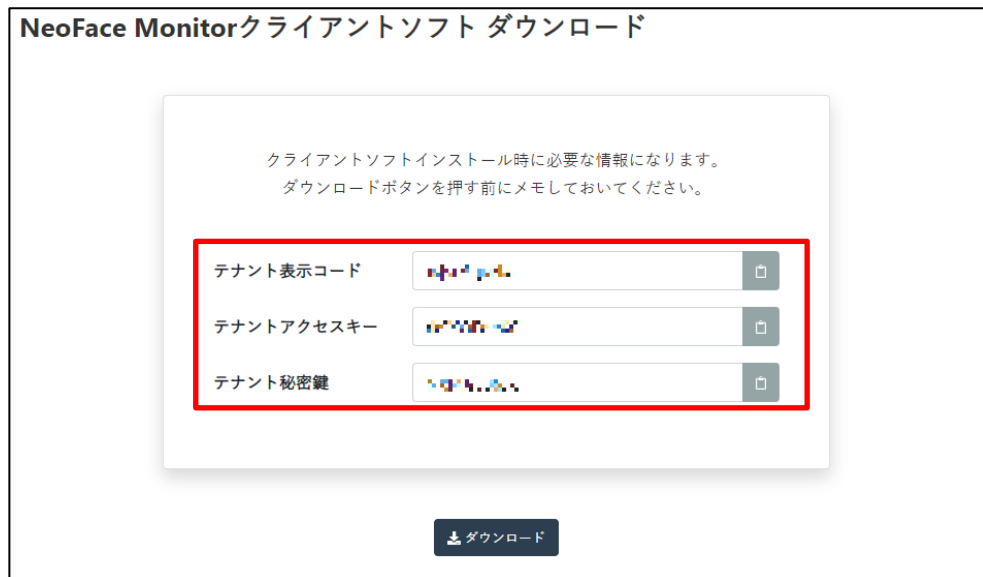 NeoFace Monitorクライアントソフト ダウンロード
クライアントソフトインストール時に必要な情報になります。
ダウンロードボタンを押す前にメモしておいてください。
テナント表示コード
テナントアクセスキー
テナント秘密鍵
ダウンロード